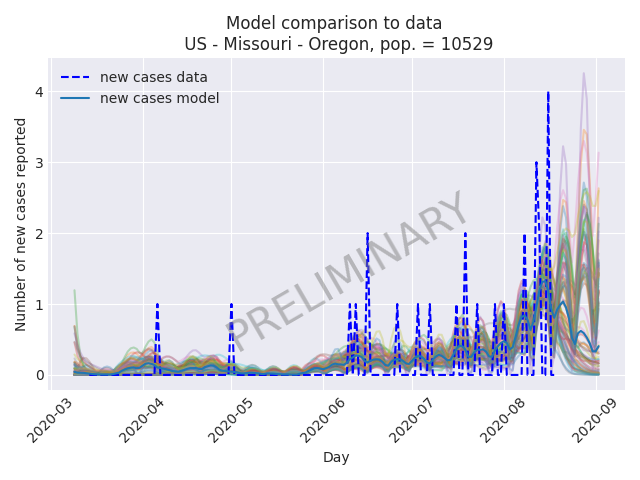 Model comparison to data
US - Missouri - Oregon, pop. = 10529
new cases data
new cases model
Number of new cases reported
4
3
2
1
0
PRELIMINARY
2020-03
2020-04
2020-05
2020-06
2020-07
2020-08
2020-09
Day